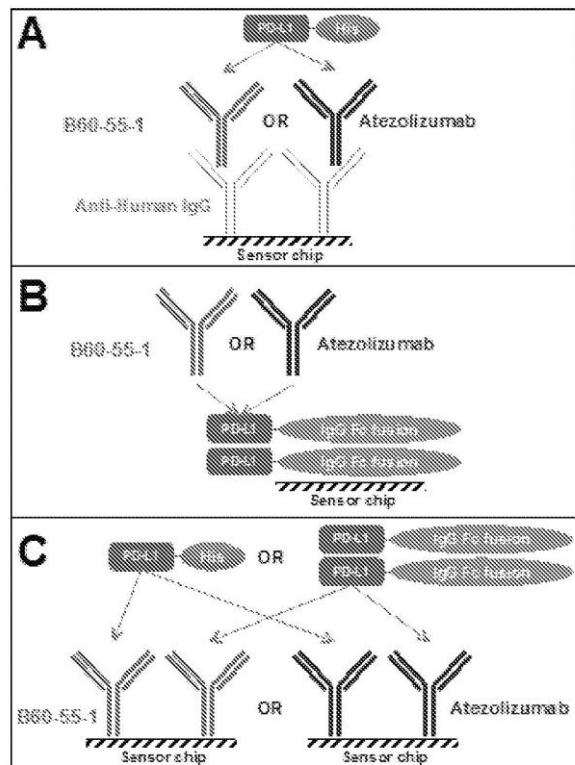 A
PD-L1 His
B60-55-1 OR Atezolizumab
Anti-Human IgG
Sensor chip
B
B60-55-1 OR Atezolizumab
PD-L1 IgG Fc fusion
PD-L1 IgG Fc fusion
Sensor chip
C
PD-L1 His OR PD-L1 IgG Fc fusion
PD-L1 IgG Fc fusion
B60-55-1 OR Atezolizumab
Sensor chip Sensor chip